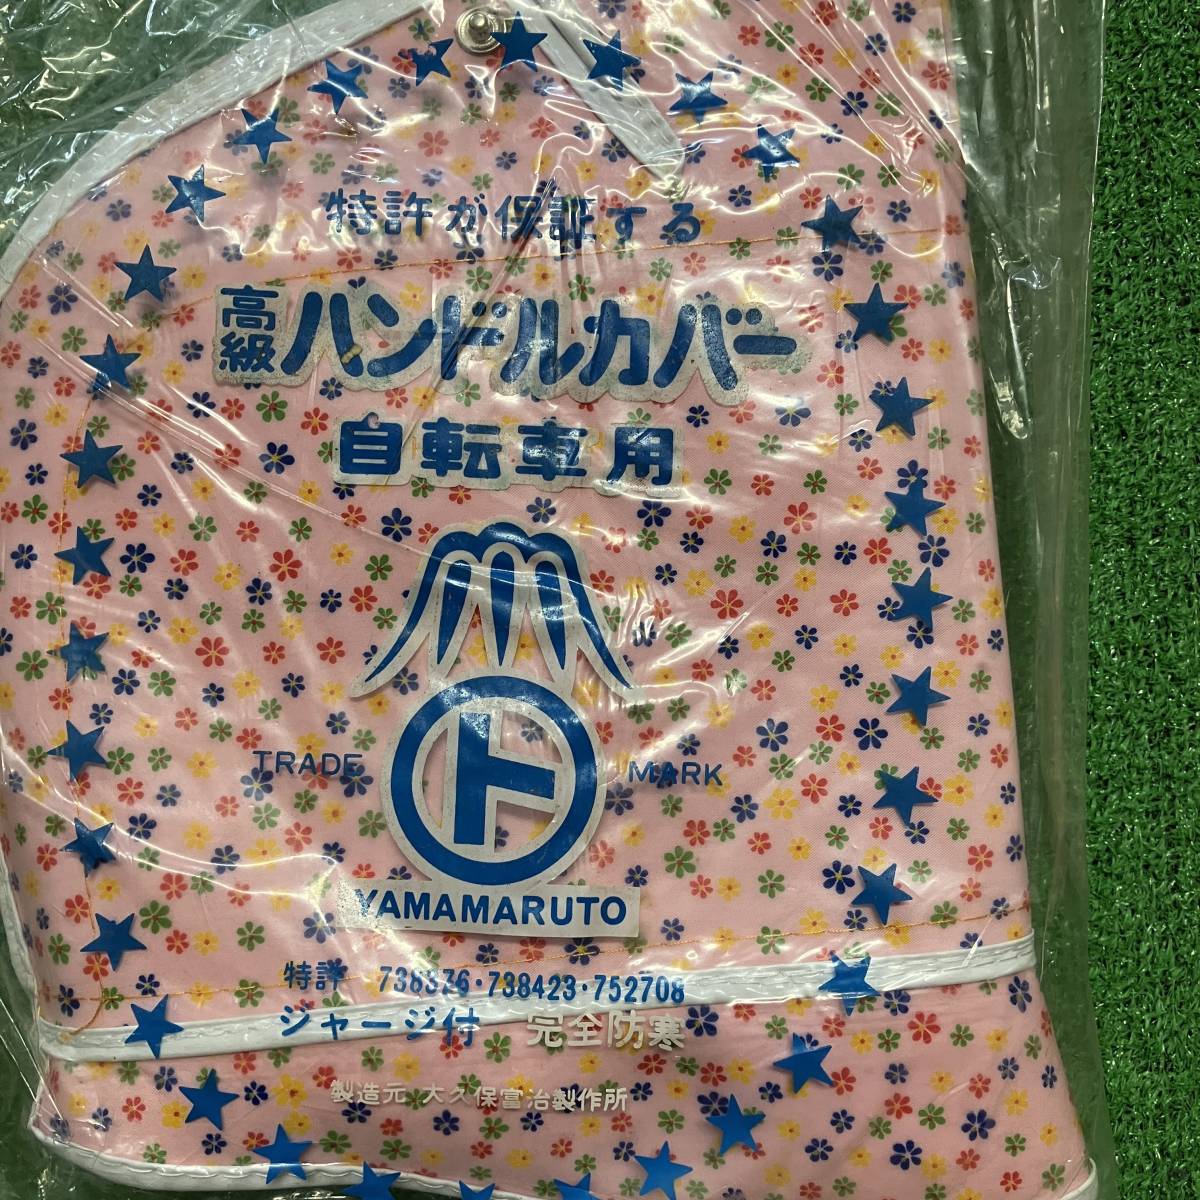 特許が保証する
高級ハンドルカバー
自転車用
ト
TRADE MARK
YAMAMARUTO
特許 738376・738423・752708
ジャージ付 完全防寒
製造元 大久保富治製作所